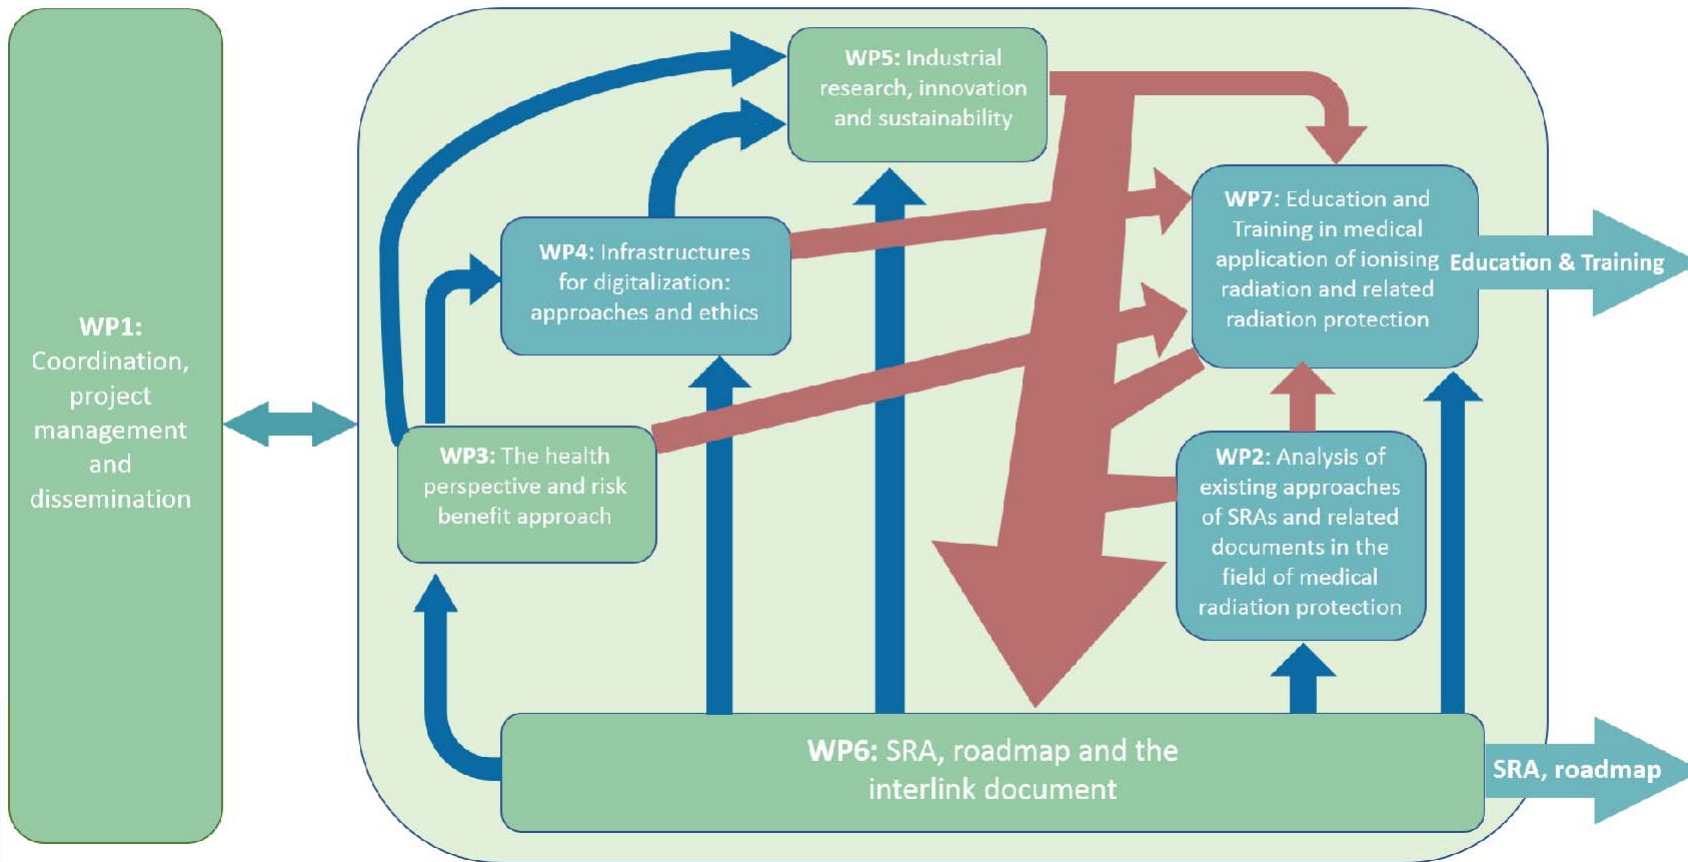 WP1:
Coordination,
project
management
and
dissemination
WP5: Industrial
research, innovation
and sustainability
WP4: Infrastructures
for digitalization:
approaches and ethics
WP7: Education and
Training in medical
application of ionising
radiation and related
radiation protection
Education & Training
WP3: The health
perspective and risk
benefit approach
WP2: Analysis of
existing approaches
of SRAs and related
documents in the
field of medical
radiation protection
WP6: SRA, roadmap and the
interlink document
SRA, roadmap